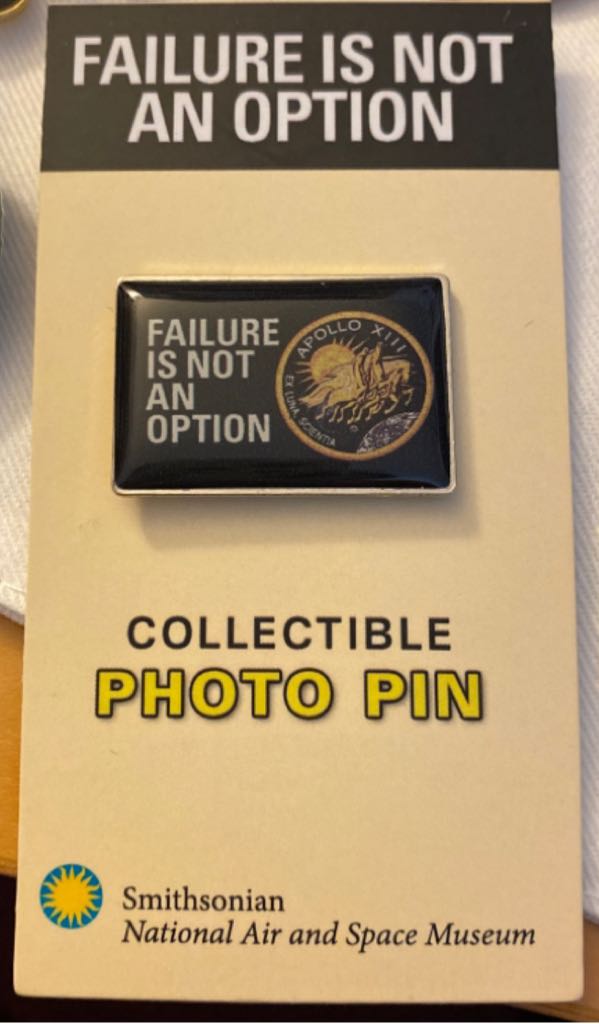 FAILURE IS NOT
AN OPTION
FAILURE
IS NOT
AN
OPTION
APOLLO XIII
EX LUNA, SCIENTIA
COLLECTIBLE
PHOTO PIN
Smithsonian
National Air and Space Museum